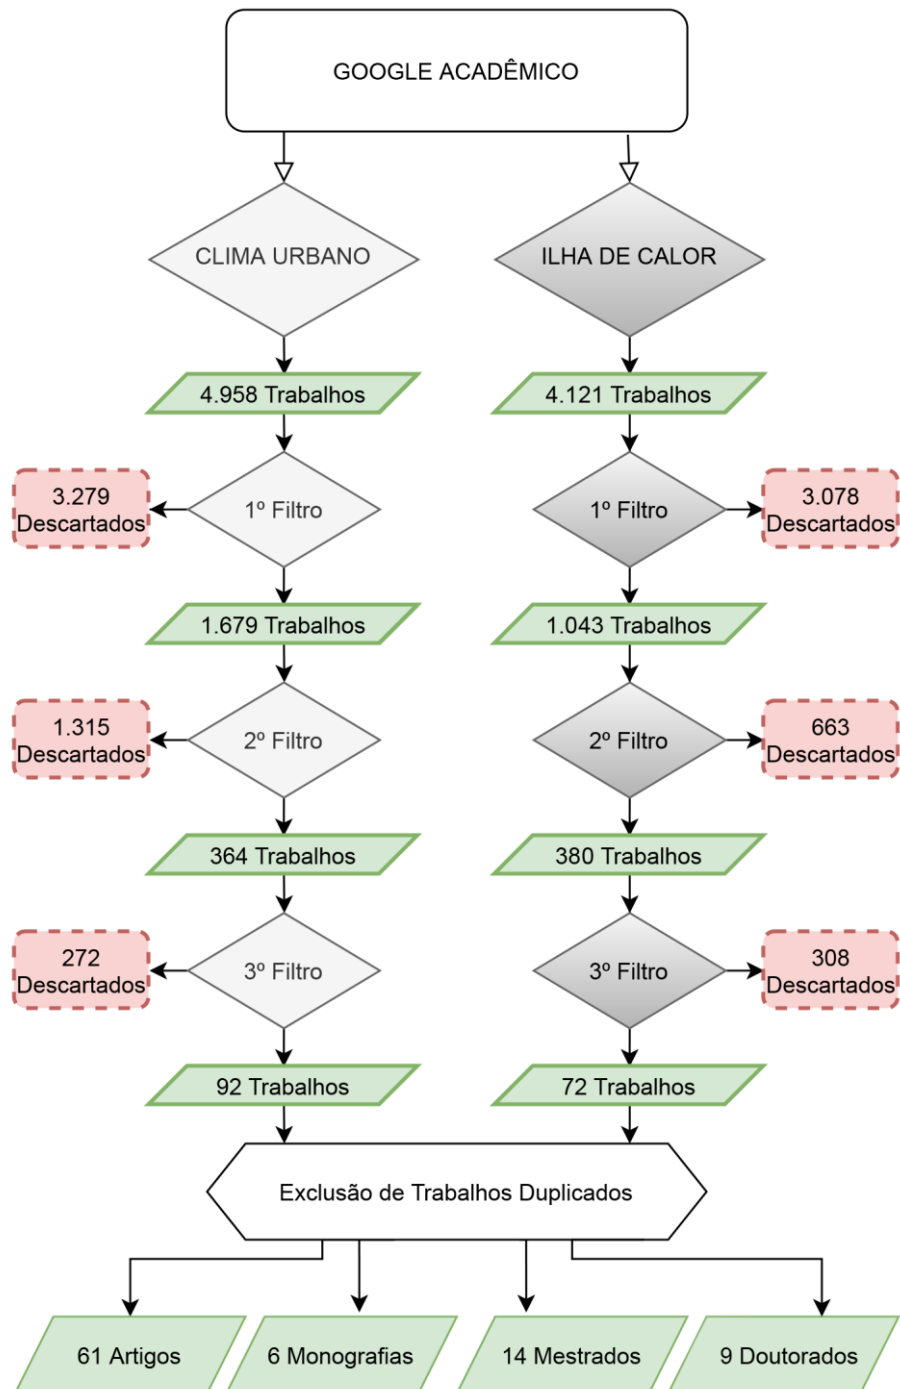 GOOGLE ACADÊMICO
CLIMA URBANO
ILHA DE CALOR
4.958 Trabalhos
4.121 Trabalhos
3.279
Descartados
1º Filtro
1º Filtro
3.078
Descartados
1.679 Trabalhos
1.043 Trabalhos
1.315
Descartados
2º Filtro
2º Filtro
663
Descartados
364 Trabalhos
380 Trabalhos
272
Descartados
3º Filtro
3º Filtro
308
Descartados
92 Trabalhos
72 Trabalhos
Exclusão de Trabalhos Duplicados
61 Artigos
6 Monografias
14 Mestrados
9 Doutorados